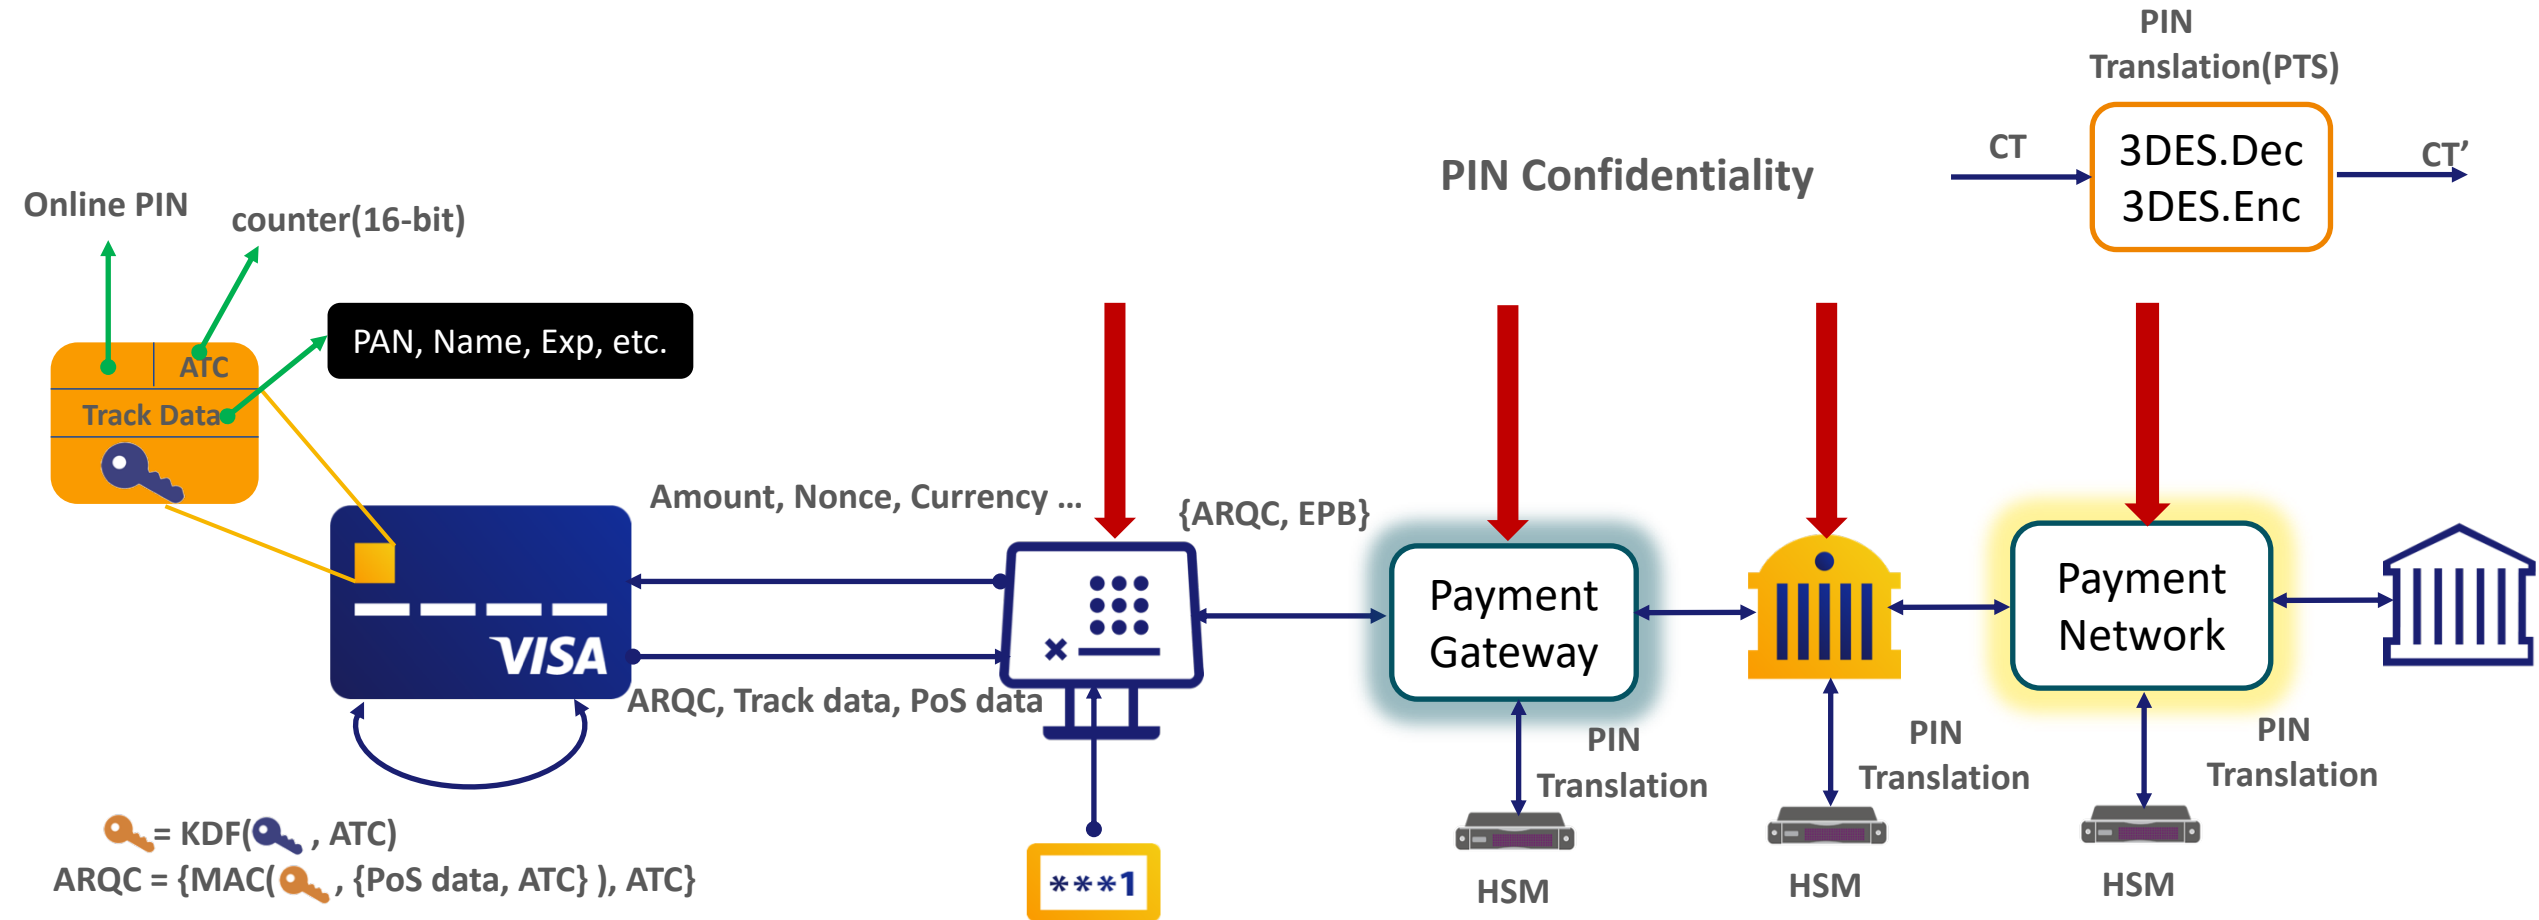 PIN
Translation(PTS)
CT
3DES.Dec
3DES.Enc
CT’
PIN Confidentiality
Online PIN
counter(16-bit)
PAN, Name, Exp, etc.
ATC
Track Data
Amount, Nonce, Currency ...
{ARQC, EPB}
VISA
ARQC, Track data, PoS data
Payment
Gateway
Payment
Network
PIN
Translation
PIN
Translation
PIN
Translation
= KDF( , ATC)
ARQC = {MAC( , {PoS data, ATC} ), ATC}
***1
HSM
HSM
HSM